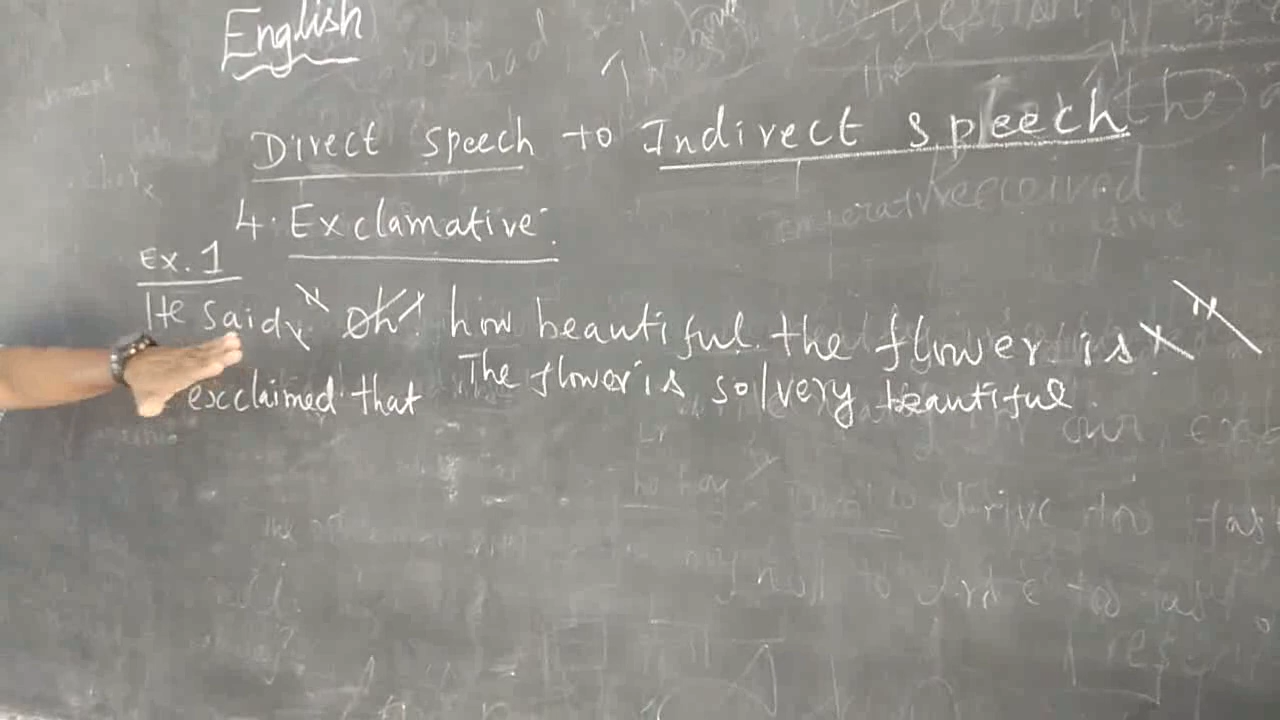 English
Direct speech to Indirect speech
4. Exclamative:
Ex. 1
He said, " Oh! how beautiful the flower is! "
exclaimed that The flower is so/very beautiful.